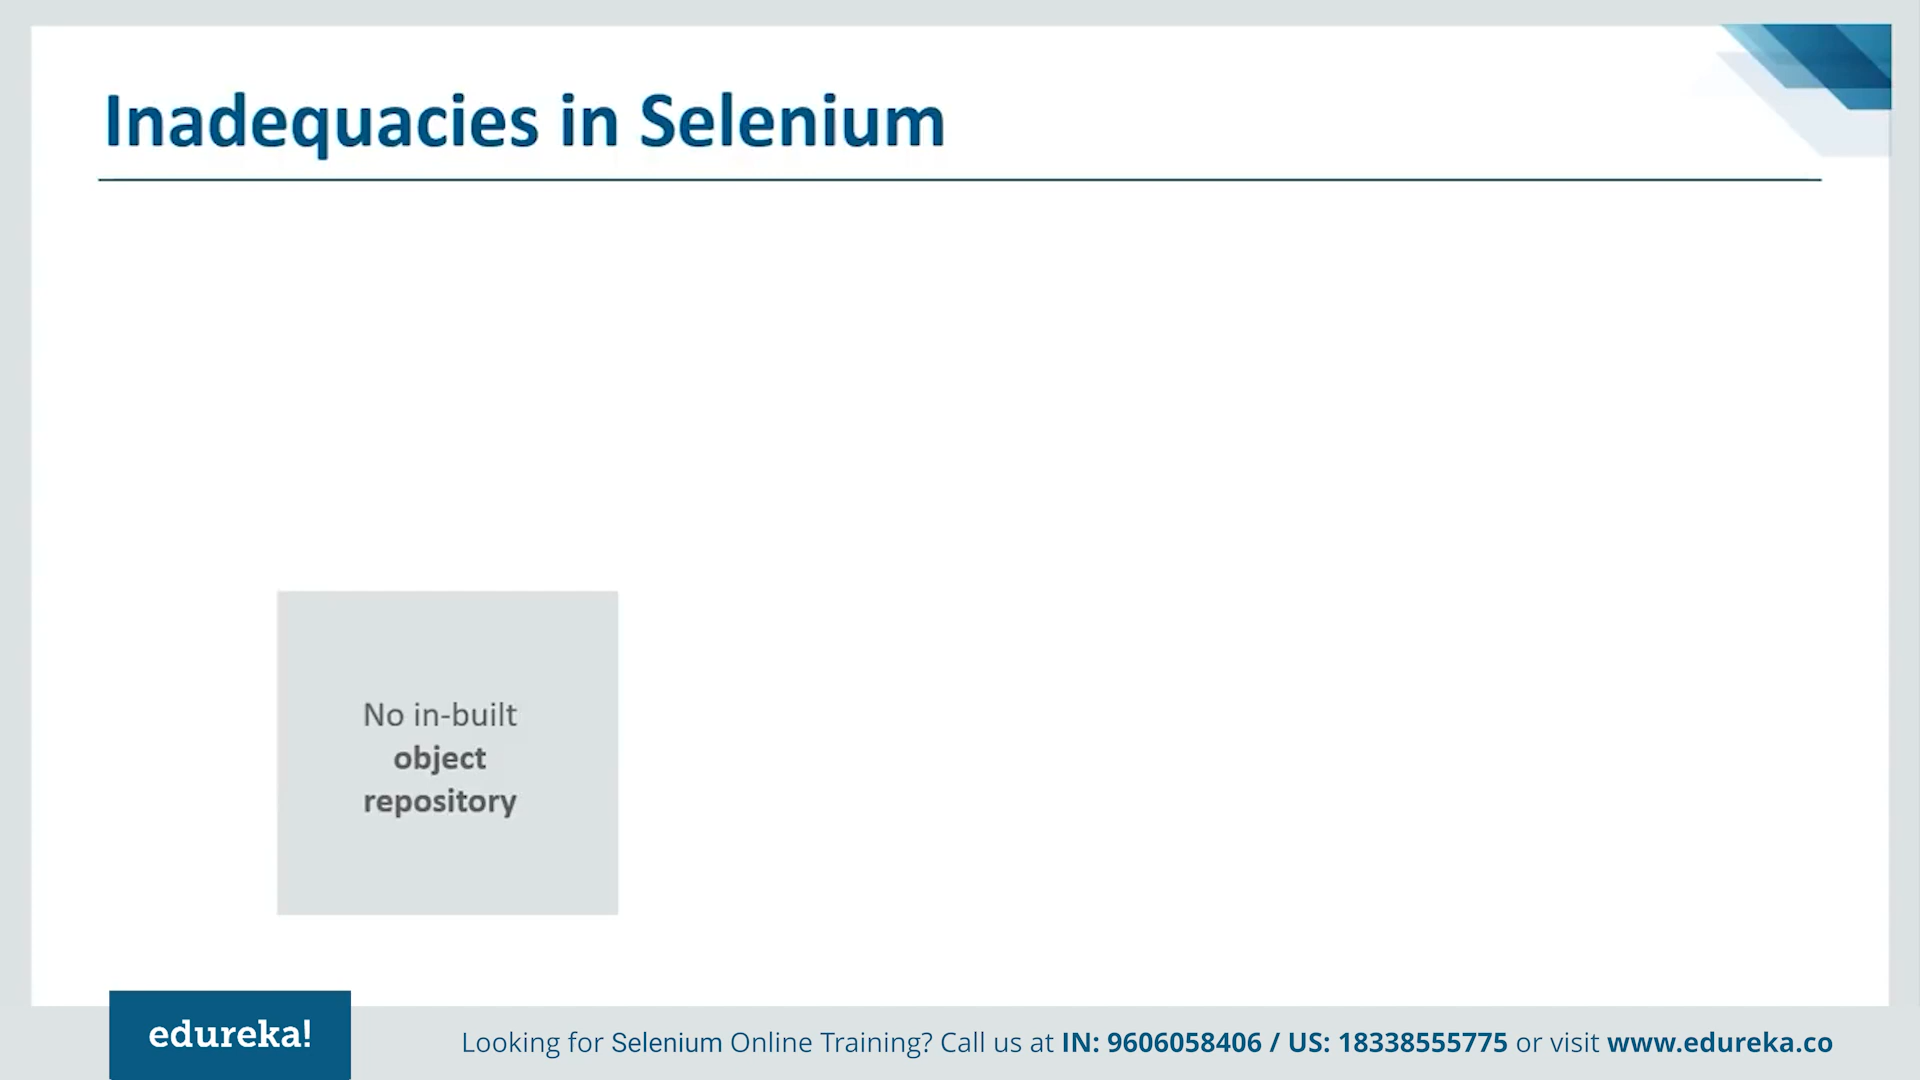 Inadequacies in Selenium
No in-built
object
repository
edureka!
Looking for Selenium Online Training? Call us at IN: 9606058406 / US: 18338555775 or visit www.edureka.co